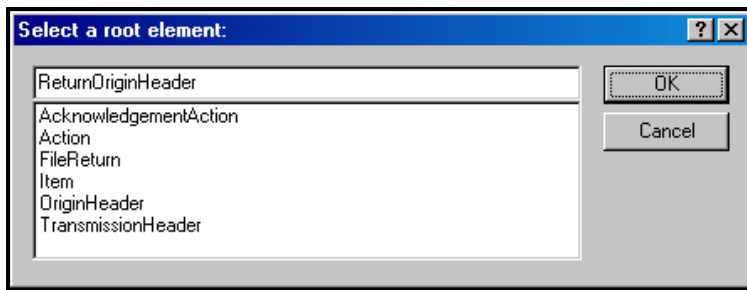 Select a root element:
ReturnOriginHeader
OK
AcknowledgementAction
Action
Cancel
FileReturn
Item
OriginHeader
TransmissionHeader